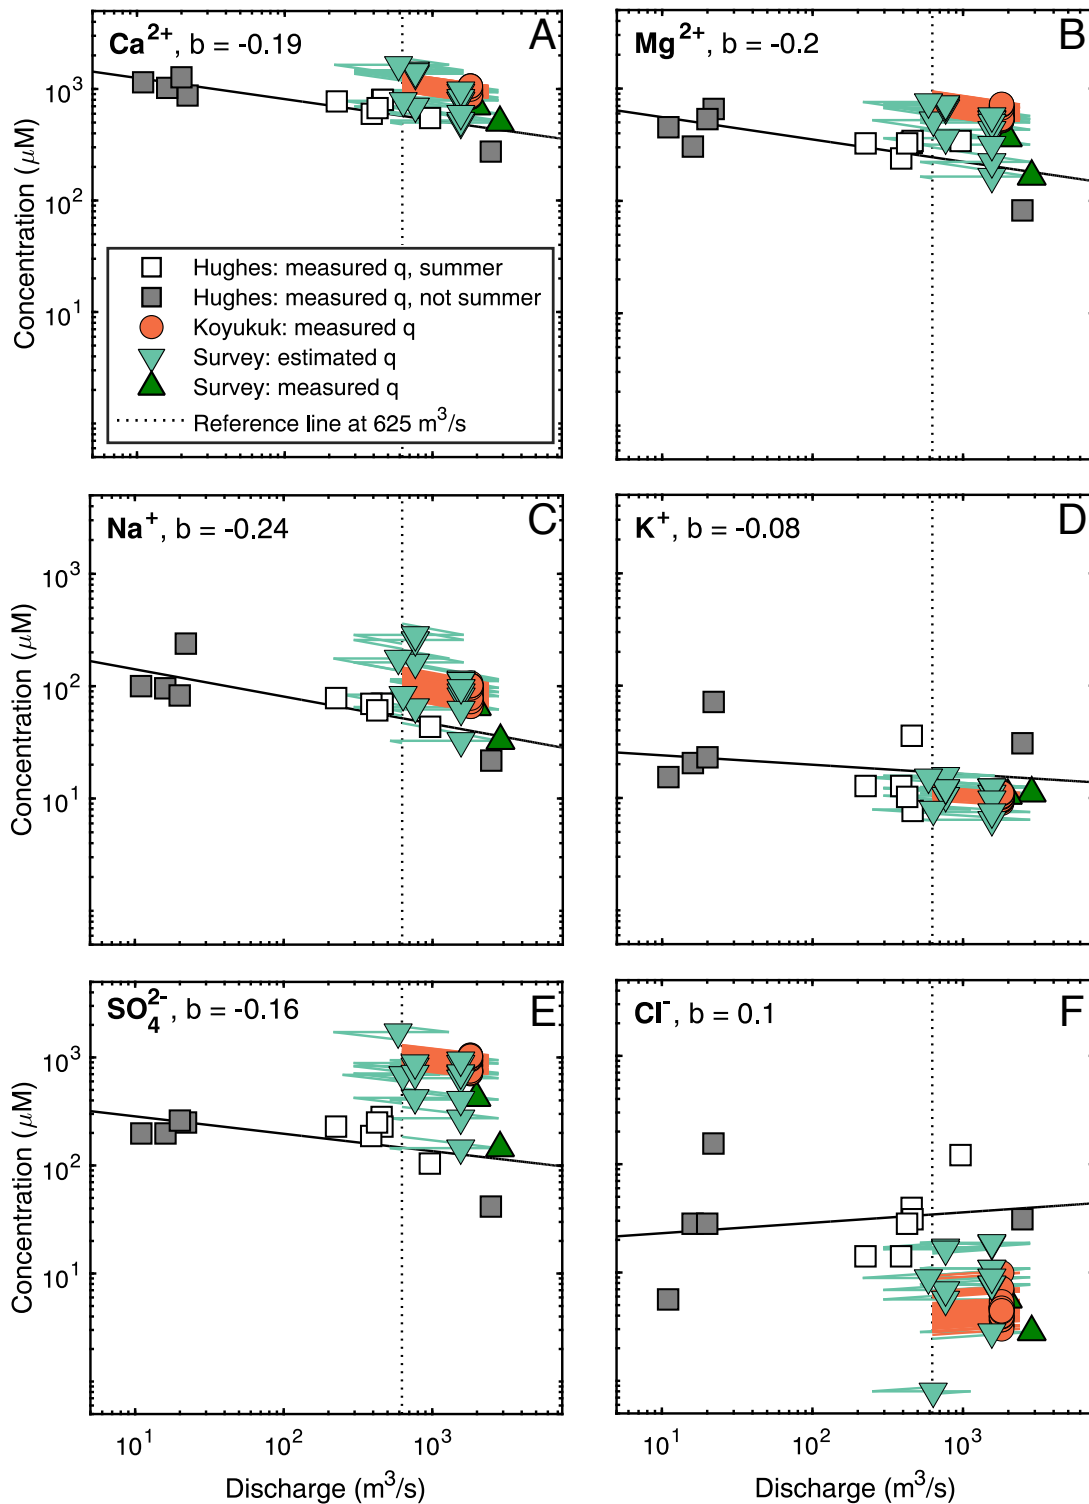 Ca²⁺, b = -0.19
A
10³
10²
10¹
Concentration (μM)
Hughes: measured q, summer
Hughes: measured q, not summer
Koyukuk: measured q
Survey: estimated q
Survey: measured q
Reference line at 625 m³/s
Mg²⁺, b = -0.2
B
Na⁺, b = -0.24
C
10³
10²
10¹
Concentration (μM)
K⁺, b = -0.08
D
SO₄²⁻, b = -0.16
E
10³
10²
10¹
Concentration (μM)
10¹
10²
10³
Discharge (m³/s)
Cl⁻, b = 0.1
F
10¹
10²
10³
Discharge (m³/s)